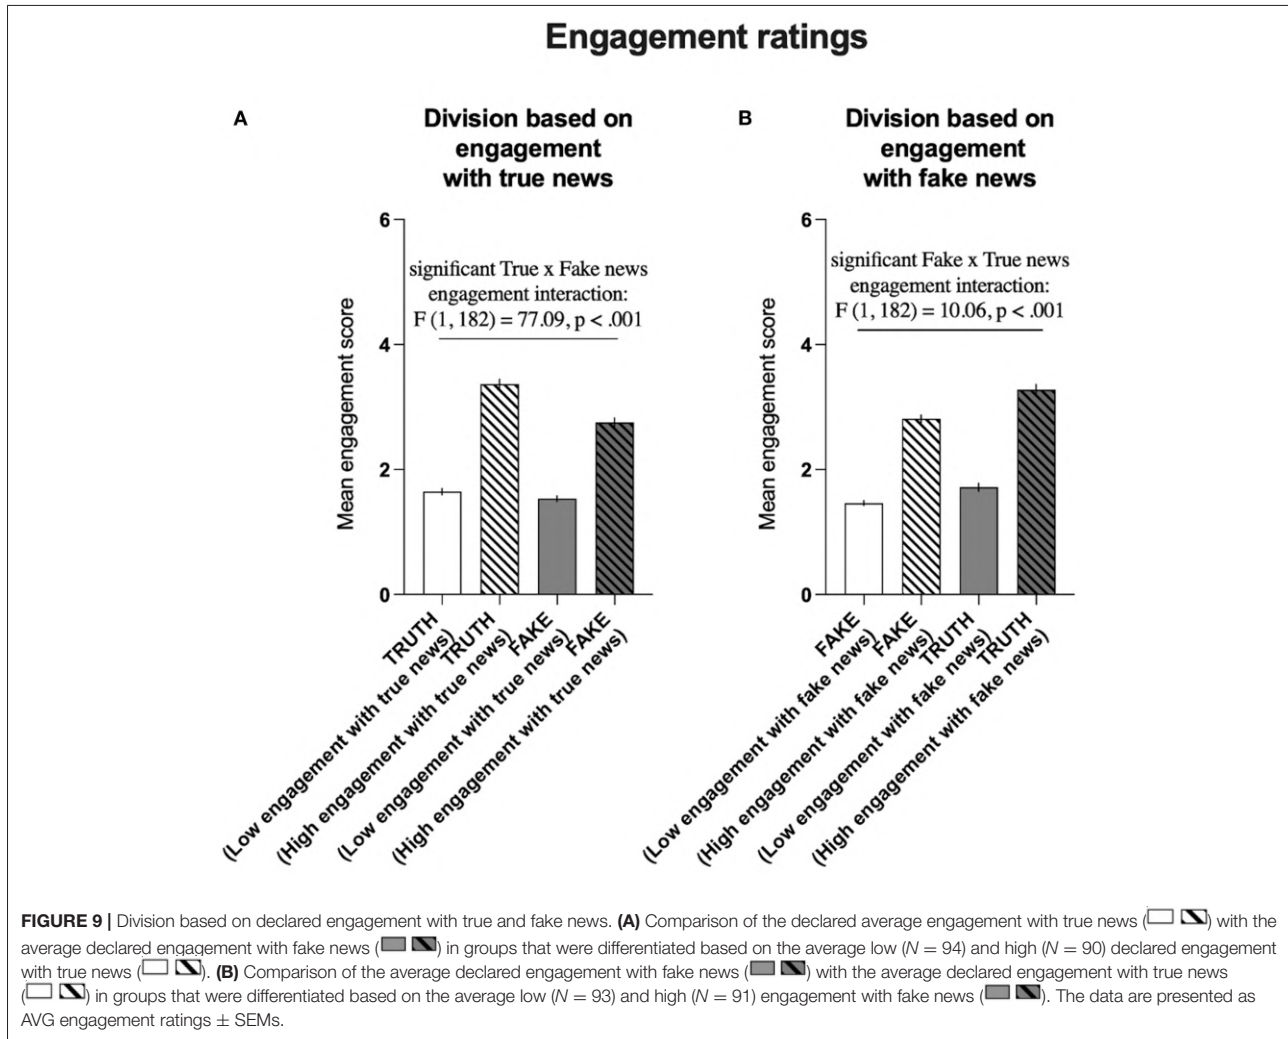 Engagement ratings
A
Division based on
engagement
with true news
6
4
2
0
Mean engagement score
significant True x Fake news
engagement interaction:
F (1, 182) = 77.09, p < .001
TRUTH
(Low engagement with true news)
TRUTH
(High engagement with true news)
FAKE
(Low engagement with true news)
FAKE
(High engagement with true news)
B
Division based on
engagement
with fake news
6
4
2
0
Mean engagement score
significant Fake x True news
engagement interaction:
F (1, 182) = 10.06, p < .001
FAKE
(Low engagement with fake news)
FAKE
(High engagement with fake news)
TRUTH
(Low engagement with fake news)
TRUTH
(High engagement with fake news)
FIGURE 9 | Division based on declared engagement with true and fake news. (A) Comparison of the declared average engagement with true news ( ) with the
average declared engagement with fake news ( ) in groups that were differentiated based on the average low (N = 94) and high (N = 90) declared engagement
with true news ( ). (B) Comparison of the average declared engagement with fake news ( ) with the average declared engagement with true news
( ) in groups that were differentiated based on the average low (N = 93) and high (N = 91) engagement with fake news ( ). The data are presented as
AVG engagement ratings ± SEMs.